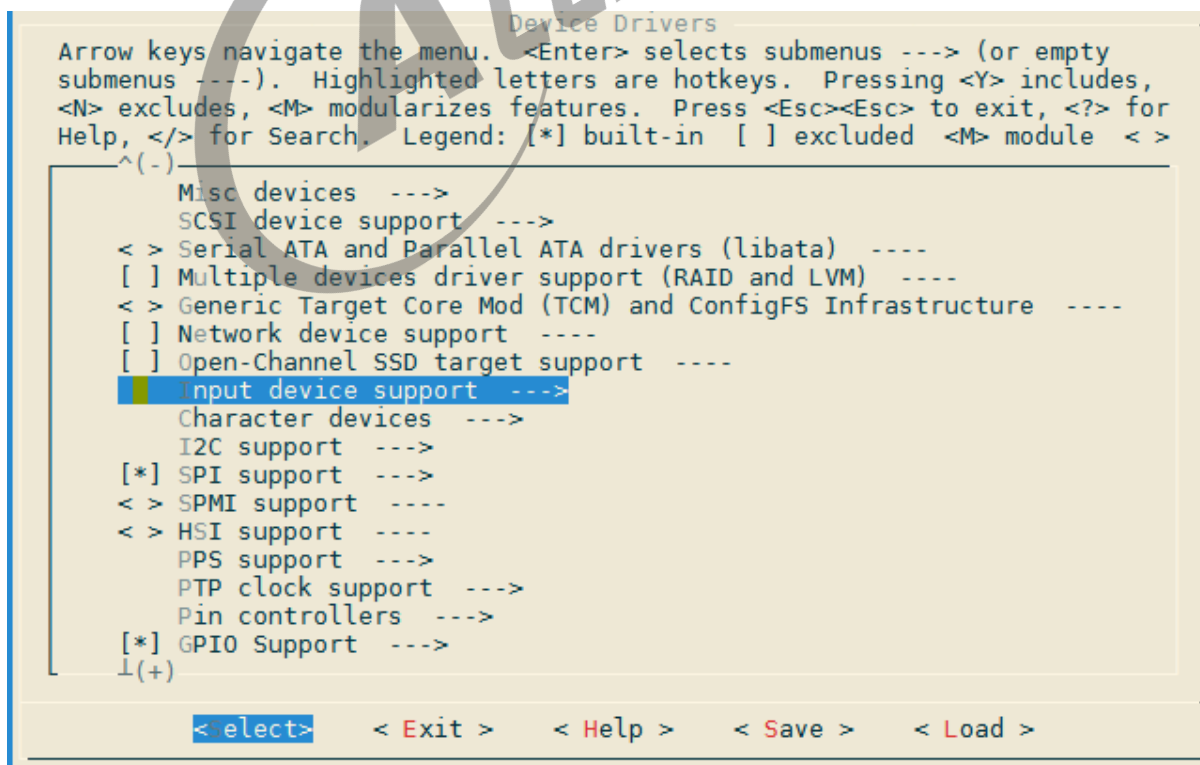 Device Drivers
Arrow keys navigate the menu. <Enter> selects submenus ---> (or empty
submenus ----). Highlighted letters are hotkeys. Pressing <Y> includes,
<N> excludes, <M> modularizes features. Press <Esc><Esc> to exit, <?> for
Help, </> for Search. Legend: [*] built-in [ ] excluded <M> module < >
^(-)
Misc devices --->
SCSI device support --->
< > Serial ATA and Parallel ATA drivers (libata) ----
[ ] Multiple devices driver support (RAID and LVM) ----
< > Generic Target Core Mod (TCM) and ConfigFS Infrastructure ----
[ ] Network device support ----
[ ] Open-Channel SSD target support ----
Input device support --->
Character devices --->
I2C support --->
[*] SPI support --->
< > SPMI support ----
< > HSI support ----
PPS support --->
PTP clock support --->
Pin controllers --->
[*] GPIO Support --->
┴(+)
<Select> < Exit > < Help > < Save > < Load >